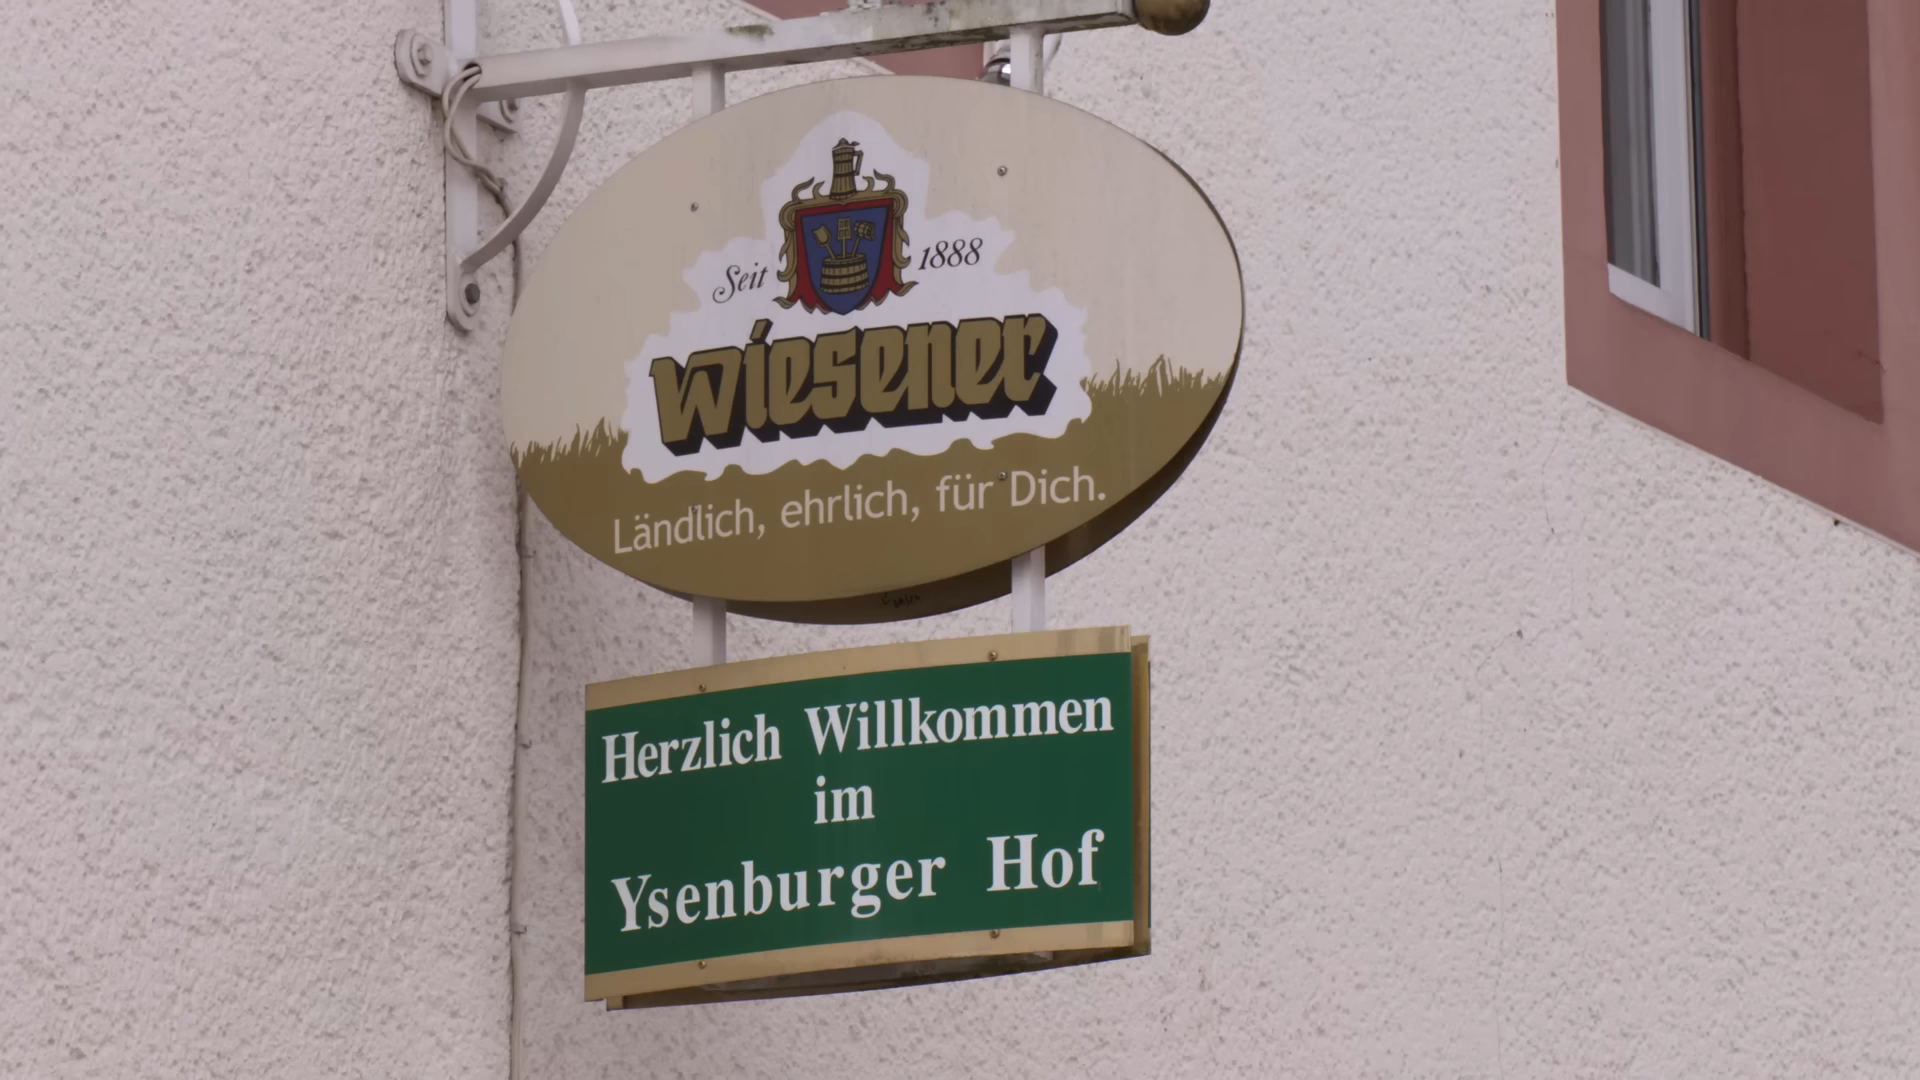 Seit 1888
wiesener
Ländlich, ehrlich, für Dich.
Herzlich Willkommen
im
Ysenburger Hof